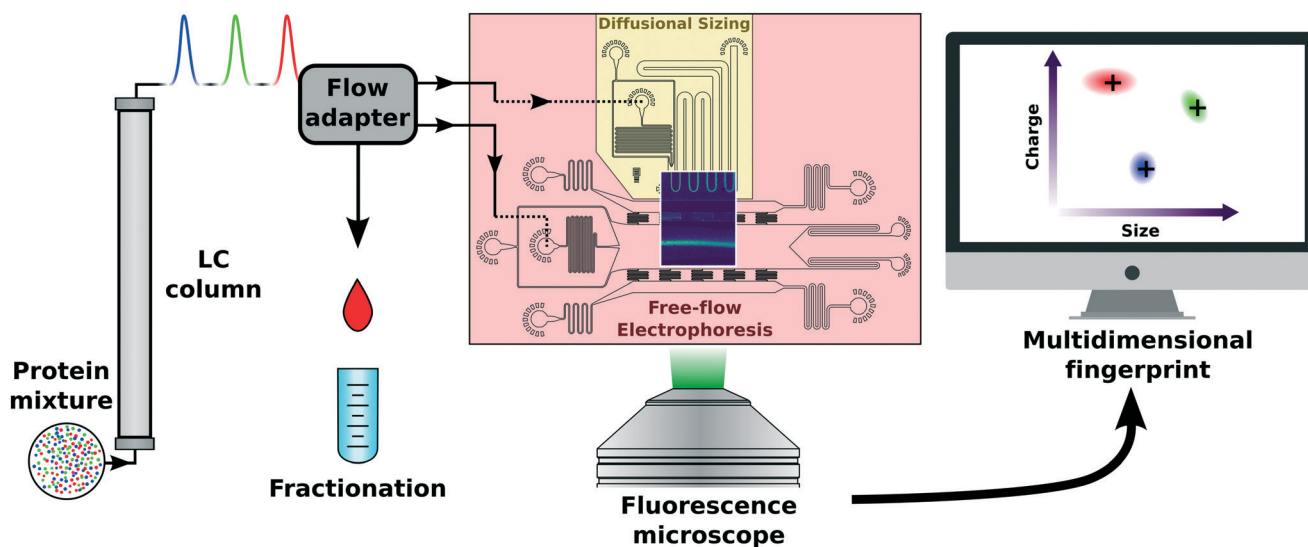 Protein
mixture
LC
column
Flow
adapter
Fractionation
Diffusional Sizing
Free-flow
Electrophoresis
Fluorescence
microscope
Charge
Size
Multidimensional
fingerprint